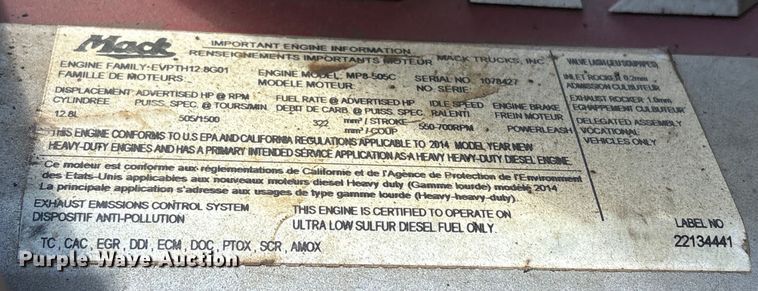 Mack
IMPORTANT ENGINE INFORMATION
RENSEIGNEMENTS IMPORTANTS MOTEUR
MACK TRUCKS, INC
ENGINE FAMILY: EVPTH12.8G01
FAMILLE DE MOTEURS:
ENGINE MODEL: MP8-505C
MODELE MOTEUR:
SERIAL NO: 1078427
NO. SERIE:
DISPLACEMENT: ADVERTISED HP @ RPM
CYLINDREE PUISS. SPEC. @ TOURS/MIN
12.8L 505/1500
FUEL RATE @ ADVERTISED HP
DEBIT DE CARB. @ PUISS. SPEC.
322 mm³ / STROKE
mm³ / COUP
IDLE SPEED
RALENTI
550-700RPM
ENGINE BRAKE
FREIN MOTEUR
POWERLEASH
THIS ENGINE CONFORMS TO U.S EPA AND CALIFORNIA REGULATIONS APPLICABLE TO 2014 MODEL YEAR NEW
HEAVY-DUTY ENGINES AND HAS A PRIMARY INTENDED SERVICE APPLICATION AS A HEAVY HEAVY-DUTY DIESEL ENGINE.
Ce moteur est conforme aux réglementations de Californie et de l'Agence de Protection de l'Environment
des Etats-Unis applicables aux nouveaux moteurs diesel Heavy duty (Gamme lourde) modèle 2014
La principale application s'adresse aux usages de type gamme lourde (Heavy-heavy-duty).
EXHAUST EMISSIONS CONTROL SYSTEM
DISPOSITIF ANTI-POLLUTION
THIS ENGINE IS CERTIFIED TO OPERATE ON
ULTRA LOW SULFUR DIESEL FUEL ONLY.
TC , CAC , EGR , DDI , ECM , DOC , PTOX , SCR , AMOX
VALVE LASH
INLET ROCKER 0.2mm
ADMISSION CULBUTEUR
EXHAUST ROCKER 1.0mm
ECHAPPEMENT CULBUTEUR
DELEGATED ASSEMBLY
VOCATIONAL
VEHICLES ONLY
LABEL NO
22134441
Purple Wave Auction